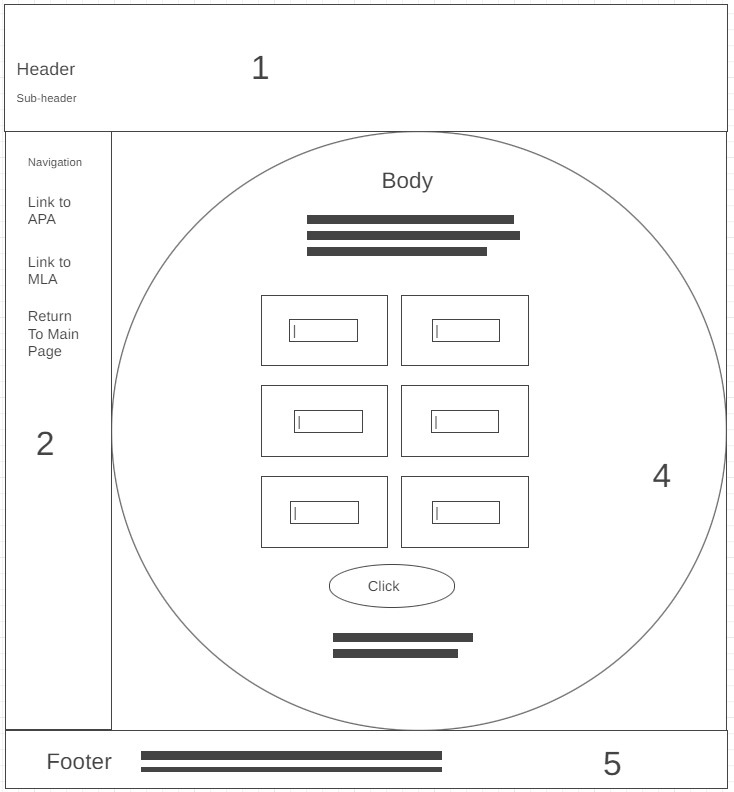 Header
1
Sub-header
Navigation
Link to
APA
Link to
MLA
Return
To Main
Page
2
Body
4
Click
Footer
5